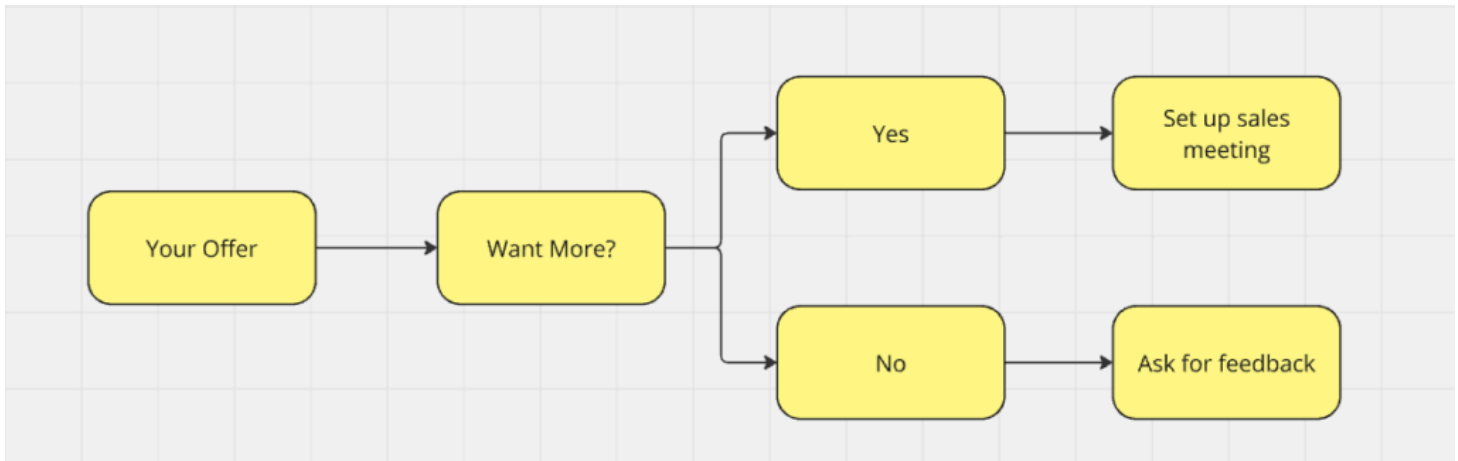 Your Offer
Want More?
Yes
Set up sales
meeting
No
Ask for feedback